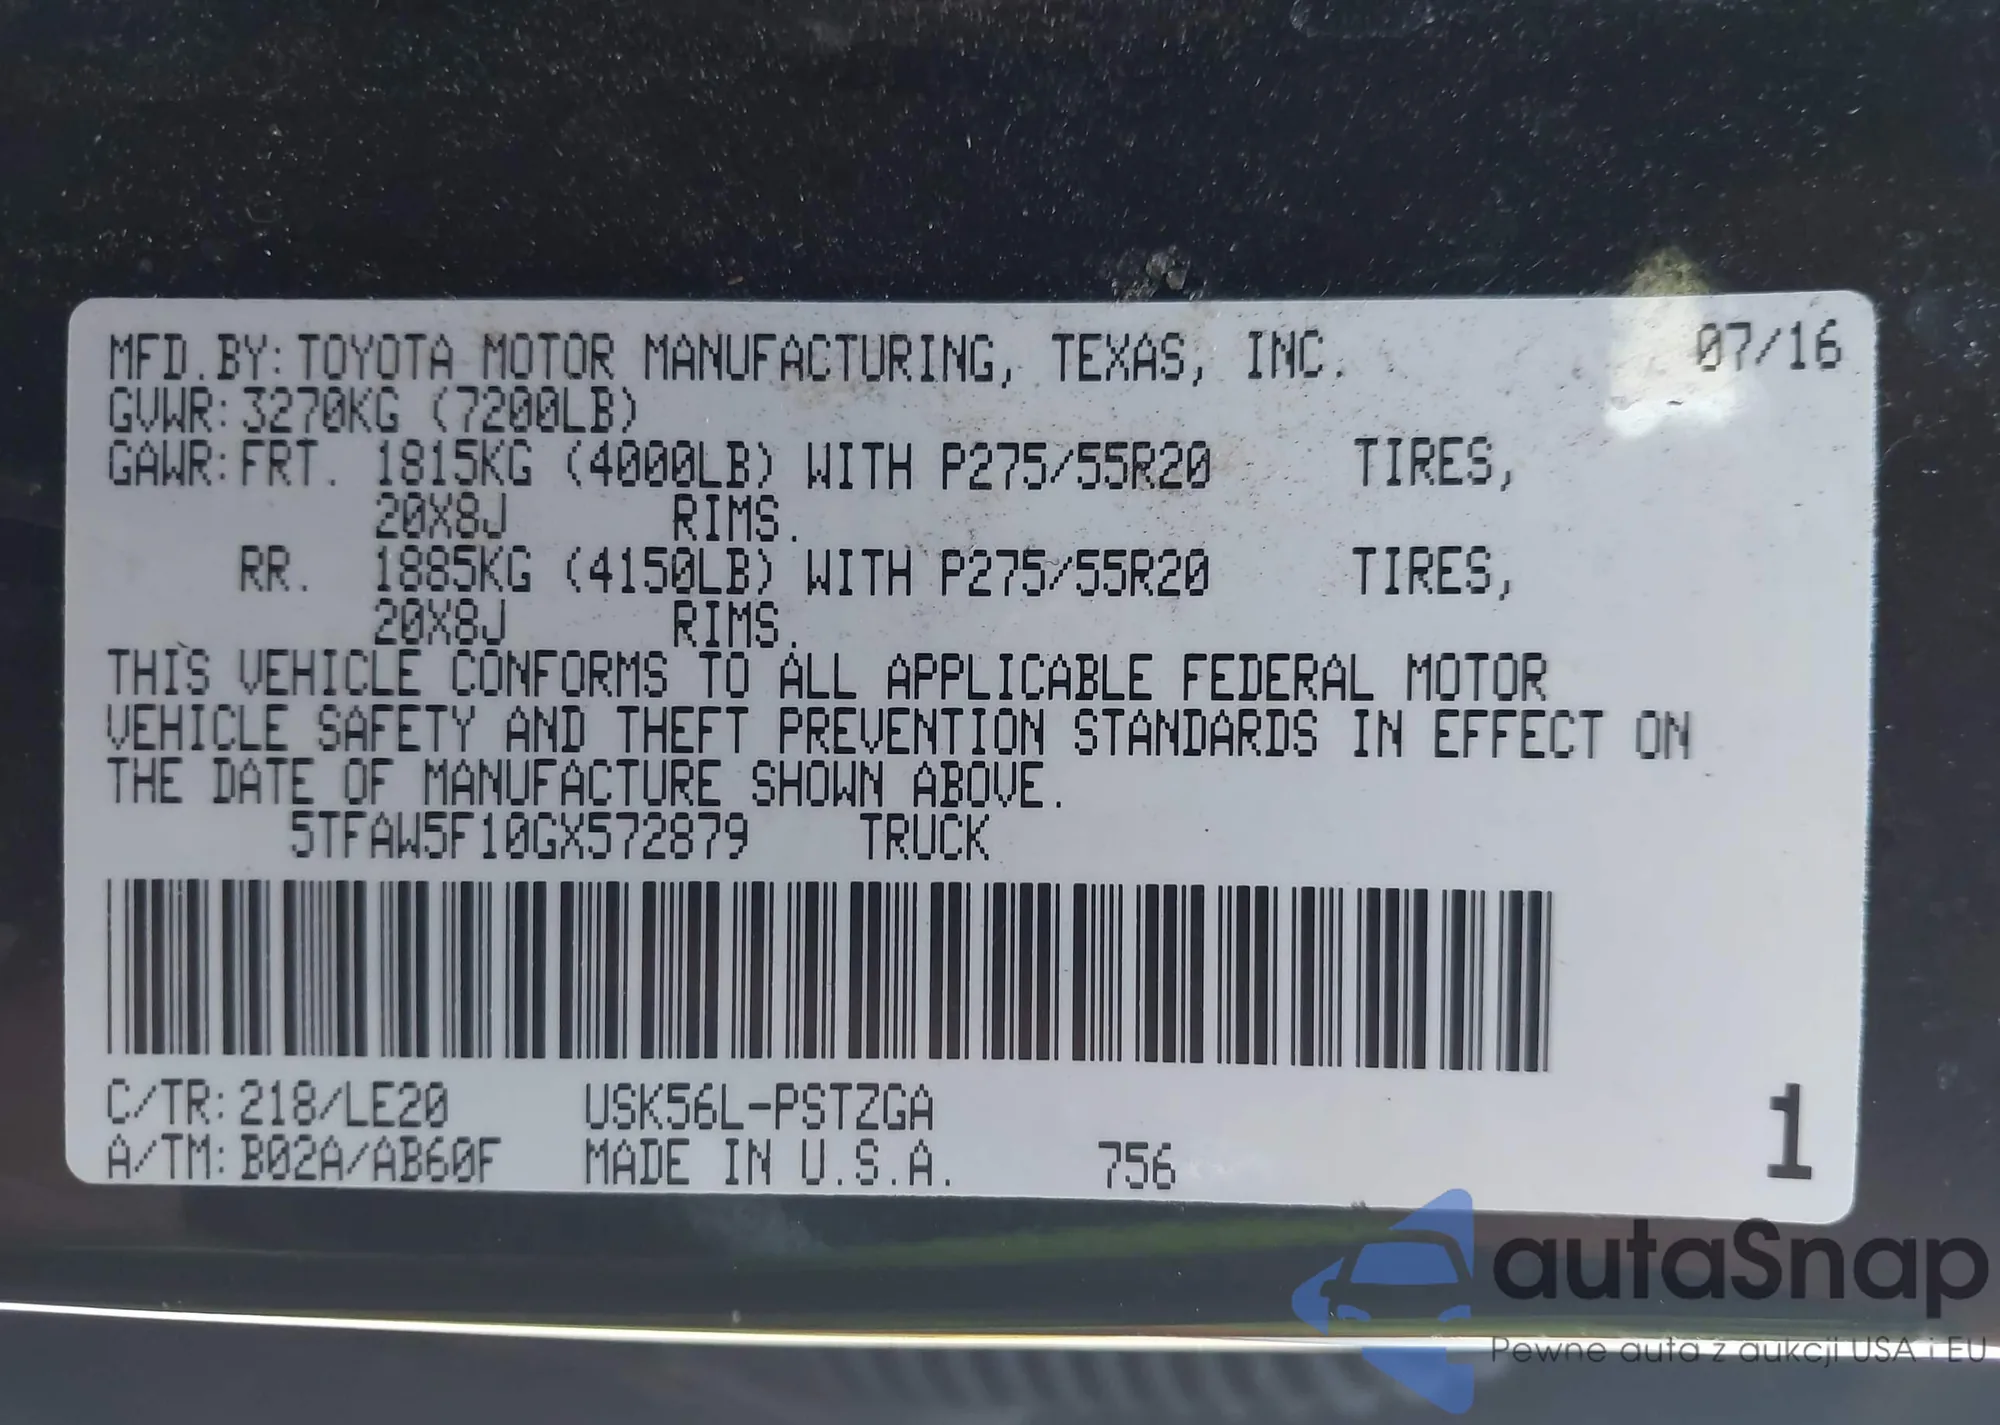 MFD.BY:TOYOTA MOTOR MANUFACTURING, TEXAS, INC. 07/16
GVWR:3270KG (7200LB)
GAWR:FRT. 1815KG (4000LB) WITH P275/55R20 TIRES,
20X8J RIMS.
RR. 1885KG (4150LB) WITH P275/55R20 TIRES,
20X8J RIMS.
THIS VEHICLE CONFORMS TO ALL APPLICABLE FEDERAL MOTOR
VEHICLE SAFETY AND THEFT PREVENTION STANDARDS IN EFFECT ON
THE DATE OF MANUFACTURE SHOWN ABOVE.
5TFAW5F10GX572879 TRUCK
C/TR:218/LE20 USK56L-PSTZGA
A/TM:B02A/AB60F MADE IN U.S.A. 756
1
autaSnap
Pewne auta z aukcji USA i EU